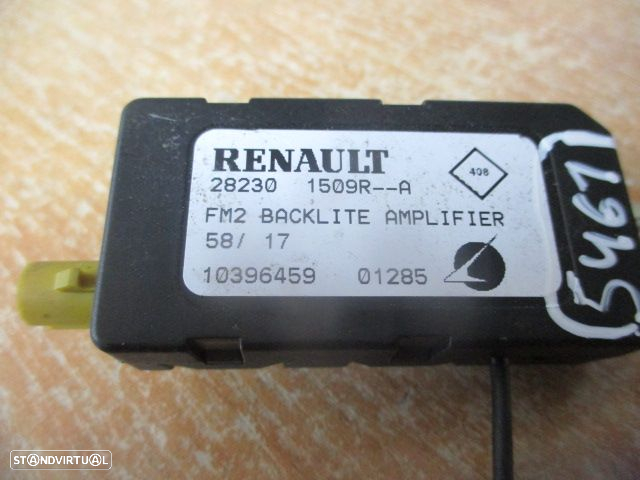 RENAULT
28230 1509R--A
408
FM2 BACKLITE AMPLIFIER
58/ 17
10396459 01285
5467
STANDVIRTUAL